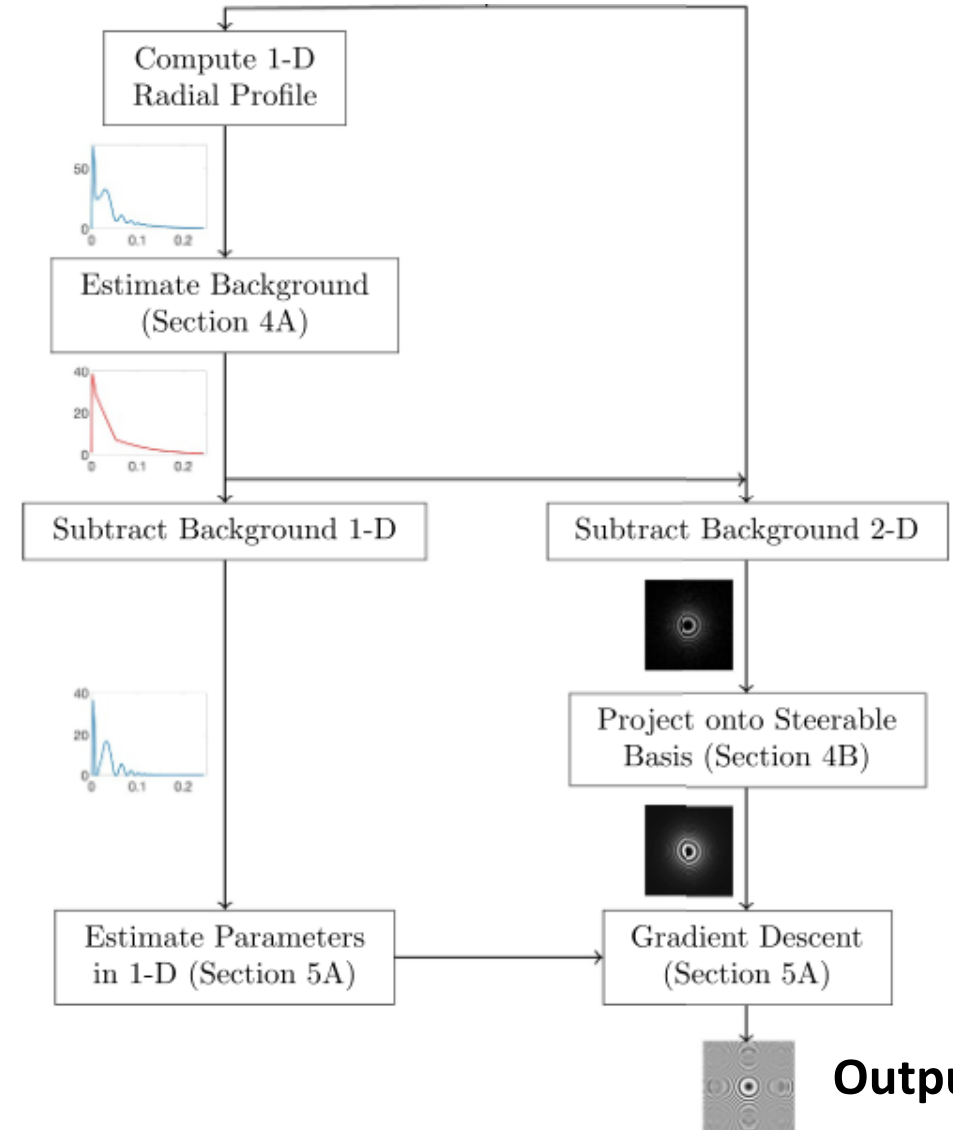 Compute 1-D
Radial Profile
50
0
0 0.1 0.2
Estimate Background
(Section 4A)
40
20
0
0 0.1 0.2
Subtract Background 1-D
Subtract Background 2-D
40
20
0
0 0.1 0.2
Project onto Steerable
Basis (Section 4B)
Estimate Parameters
in 1-D (Section 5A)
Gradient Descent
(Section 5A)
Outpu